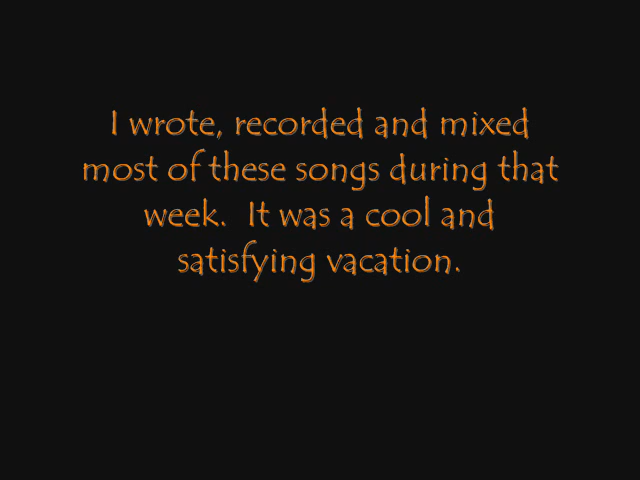 I wrote, recorded and mixed
most of these songs during that
week.  It was a cool and
satisfying vacation.